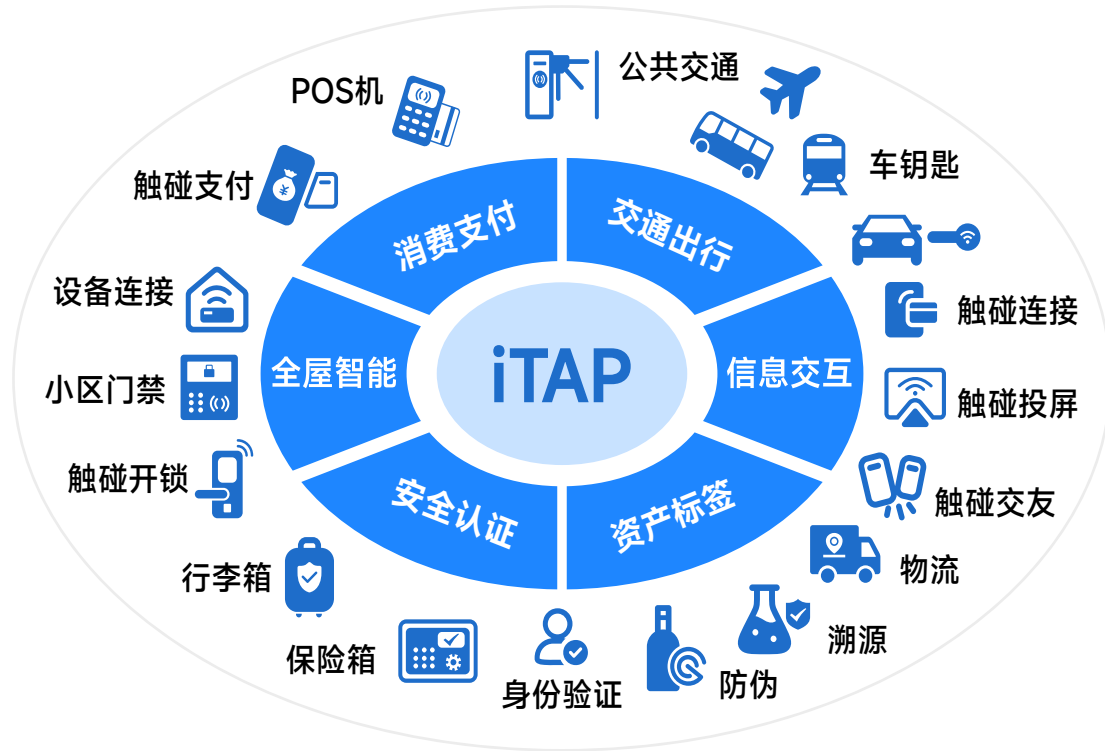 公共交通
POS机
车钥匙
触碰支付
消费支付
交通出行
设备连接
触碰连接
全屋智能
iTAP
信息交互
小区门禁
触碰投屏
触碰开锁
安全认证
资产标签
触碰交友
行李箱
物流
保险箱
溯源
身份验证
防伪
¥